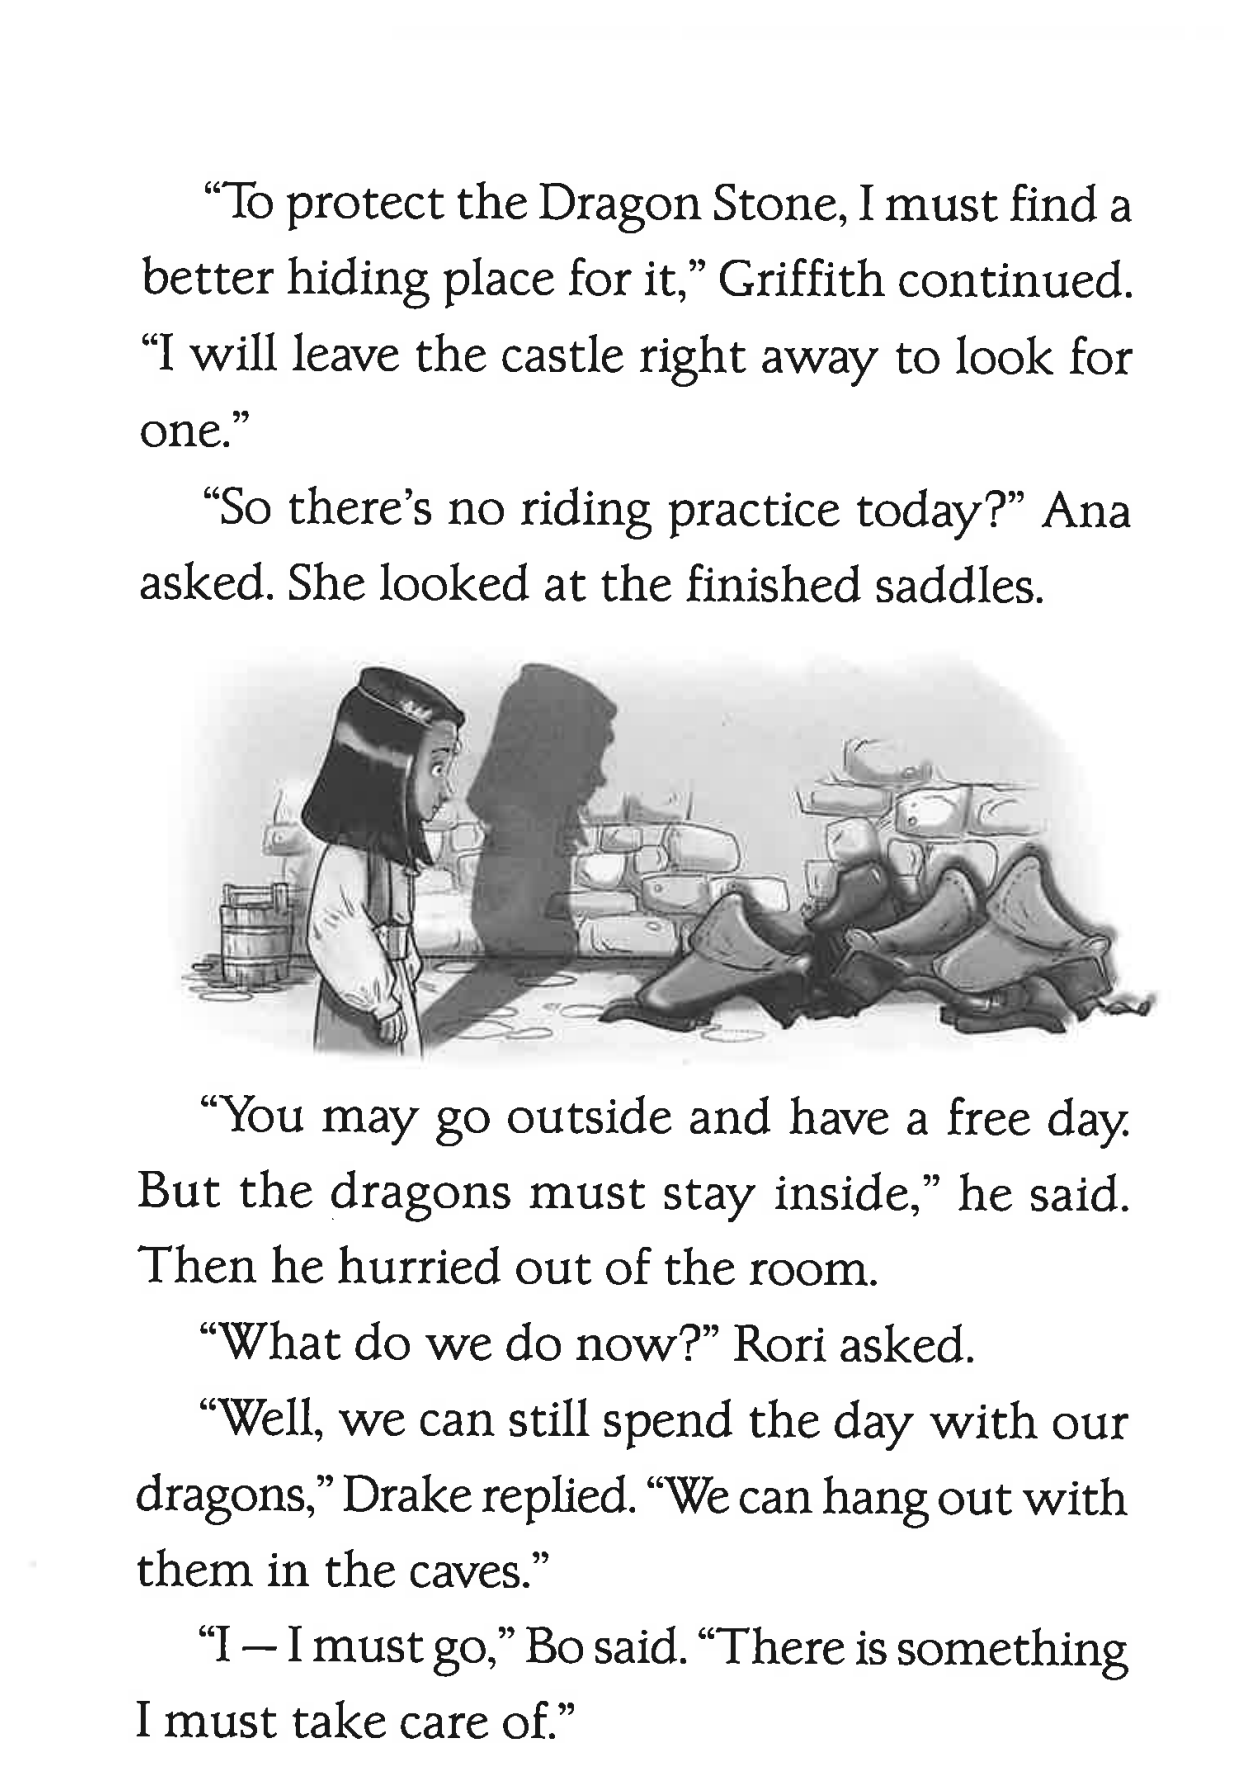 “To protect the Dragon Stone, I must find a
better hiding place for it,” Griffith continued.
“I will leave the castle right away to look for
one.”
“So there’s no riding practice today?” Ana
asked. She looked at the finished saddles.
“You may go outside and have a free day.
But the dragons must stay inside,” he said.
Then he hurried out of the room.
“What do we do now?” Rori asked.
“Well, we can still spend the day with our
dragons,” Drake replied. “We can hang out with
them in the caves.”
“I — I must go,” Bo said. “There is something
I must take care of.”